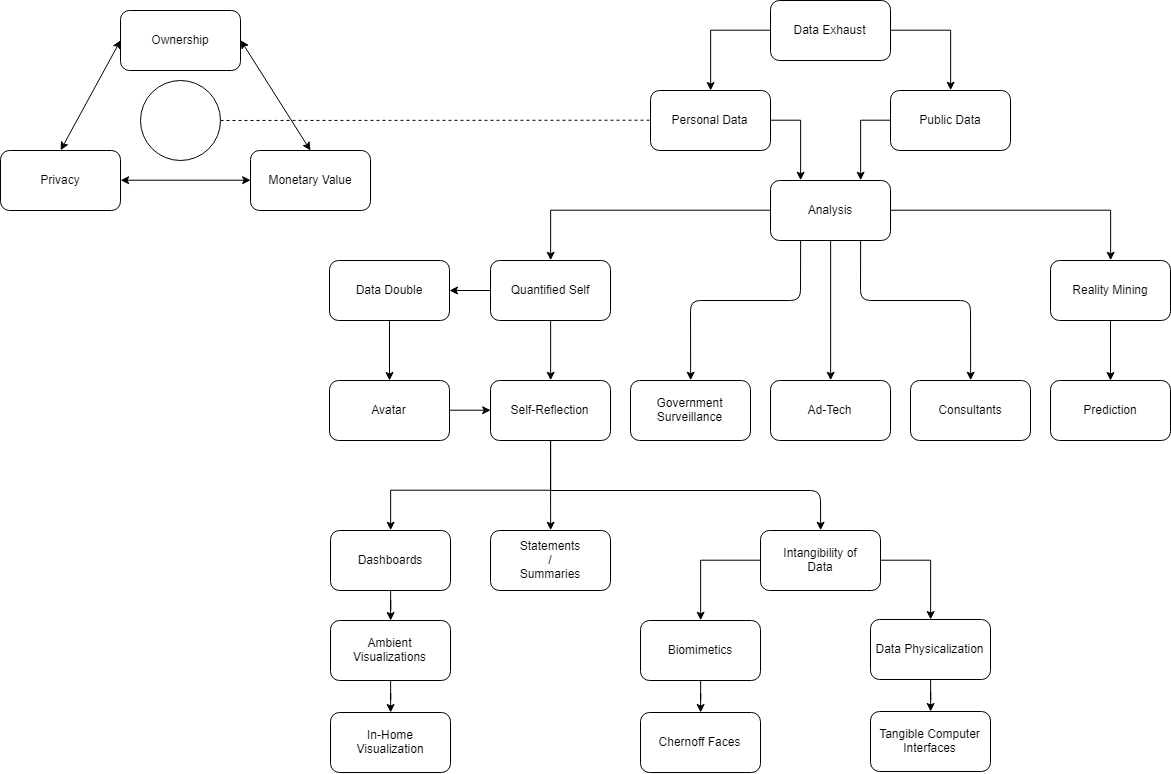 Ownership
Data Exhaust
Personal Data
Public Data
Privacy
Monetary Value
Analysis
Data Double
Quantified Self
Reality Mining
Avatar
Self-Reflection
Government
Surveillance
Ad-Tech
Consultants
Prediction
Dashboards
Statements
/
Summaries
Intangibility of
Data
Ambient
Visualizations
Biomimetics
Data Physicalization
In-Home
Visualization
Chernoff Faces
Tangible Computer
Interfaces